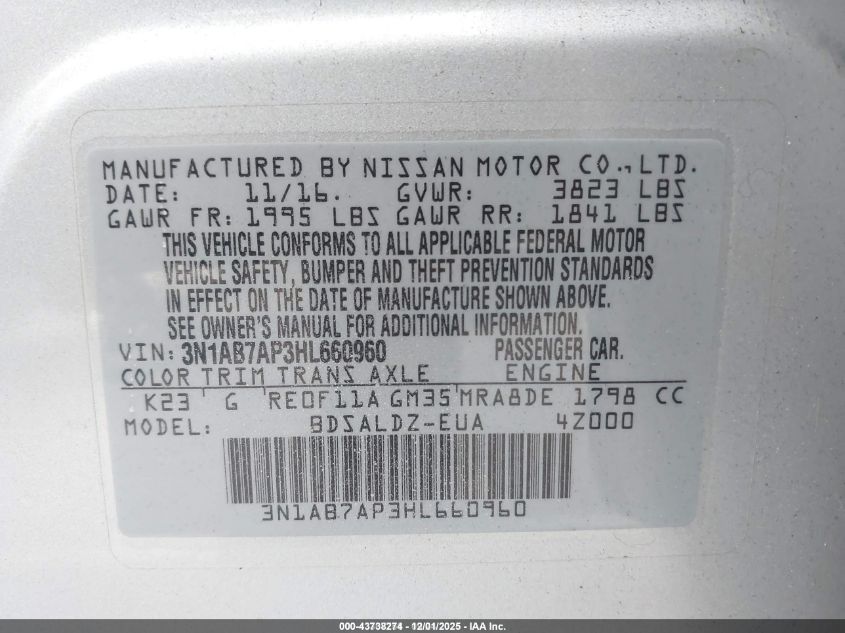 MANUFACTURED BY NISSAN MOTOR CO., LTD.
DATE: 11/16. GVWR: 3823 LBS
GAWR FR: 1995 LBS GAWR RR: 1841 LBS
THIS VEHICLE CONFORMS TO ALL APPLICABLE FEDERAL MOTOR
VEHICLE SAFETY, BUMPER AND THEFT PREVENTION STANDARDS
IN EFFECT ON THE DATE OF MANUFACTURE SHOWN ABOVE.
SEE OWNER'S MANUAL FOR ADDITIONAL INFORMATION.
VIN: 3N1AB7AP3HL660960 PASSENGER CAR.
COLOR TRIM TRANS AXLE ENGINE
K23 G RE0F11A GM35 MRA8DE 1798 CC
MODEL: BDSALDZ-EUA 4Z000
3N1AB7AP3HL660960
000-43738274 - 12/01/2025 - IAA Inc.